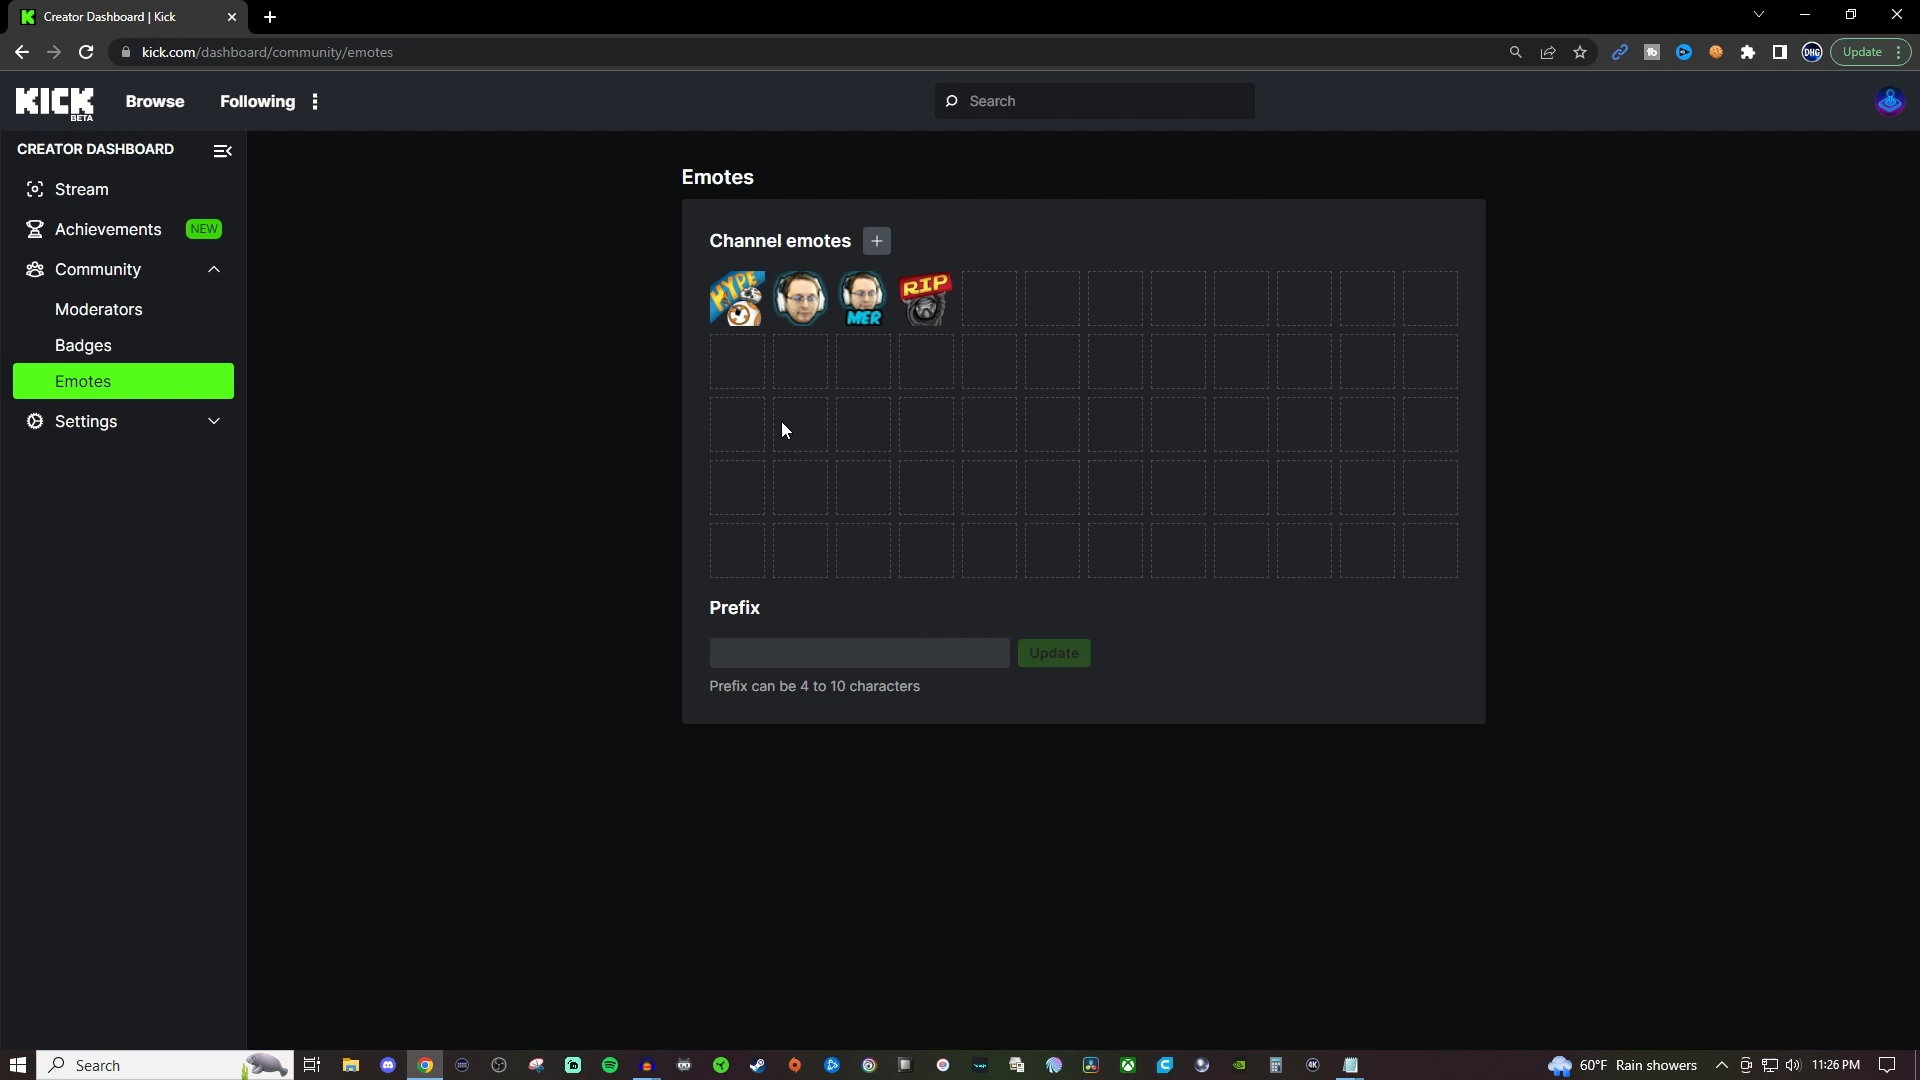 Creator Dashboard | Kick
kick.com/dashboard/community/emotes
DHG
Update
KICK
BETA
Browse
Following
Search
CREATOR DASHBOARD
Stream
Achievements
NEW
Community
Moderators
Badges
Emotes
Settings
Emotes
Channel emotes
HYPE
MER
RIP
Prefix
Update
Prefix can be 4 to 10 characters
Search
4K
60°F Rain showers
11:26 PM